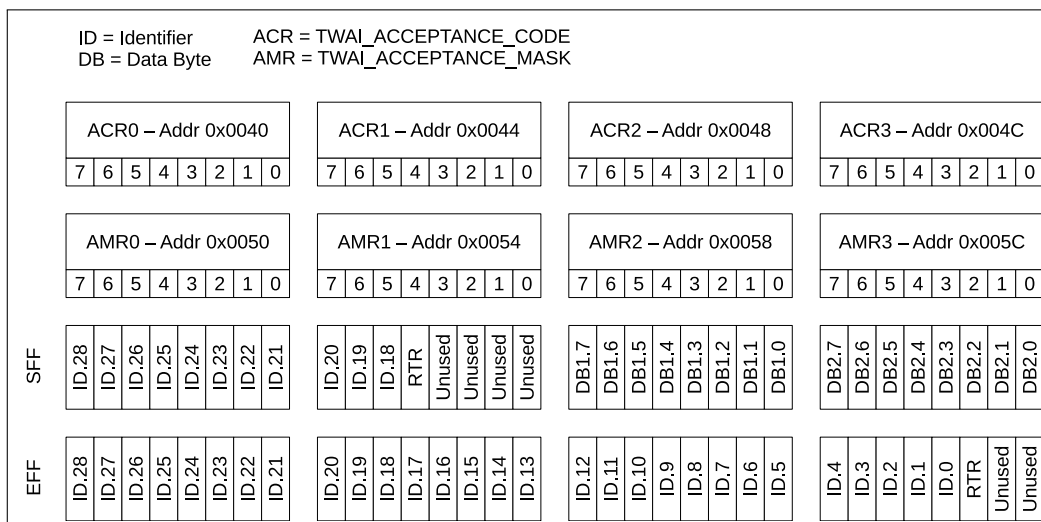 ID = Identifier ACR = TWAI_ACCEPTANCE_CODE
DB = Data Byte AMR = TWAI_ACCEPTANCE_MASK
ACR0 – Addr 0x0040 ACR1 – Addr 0x0044 ACR2 – Addr 0x0048 ACR3 – Addr 0x004C
7 6 5 4 3 2 1 0 7 6 5 4 3 2 1 0 7 6 5 4 3 2 1 0 7 6 5 4 3 2 1 0
AMR0 – Addr 0x0050 AMR1 – Addr 0x0054 AMR2 – Addr 0x0058 AMR3 – Addr 0x005C
7 6 5 4 3 2 1 0 7 6 5 4 3 2 1 0 7 6 5 4 3 2 1 0 7 6 5 4 3 2 1 0
SFF ID.28 ID.27 ID.26 ID.25 ID.24 ID.23 ID.22 ID.21 ID.20 ID.19 ID.18 RTR Unused Unused Unused Unused DB1.7 DB1.6 DB1.5 DB1.4 DB1.3 DB1.2 DB1.1 DB1.0 DB2.7 DB2.6 DB2.5 DB2.4 DB2.3 DB2.2 DB2.1 DB2.0
EFF ID.28 ID.27 ID.26 ID.25 ID.24 ID.23 ID.22 ID.21 ID.20 ID.19 ID.18 ID.17 ID.16 ID.15 ID.14 ID.13 ID.12 ID.11 ID.10 ID.9 ID.8 ID.7 ID.6 ID.5 ID.4 ID.3 ID.2 ID.1 ID.0 RTR Unused Unused